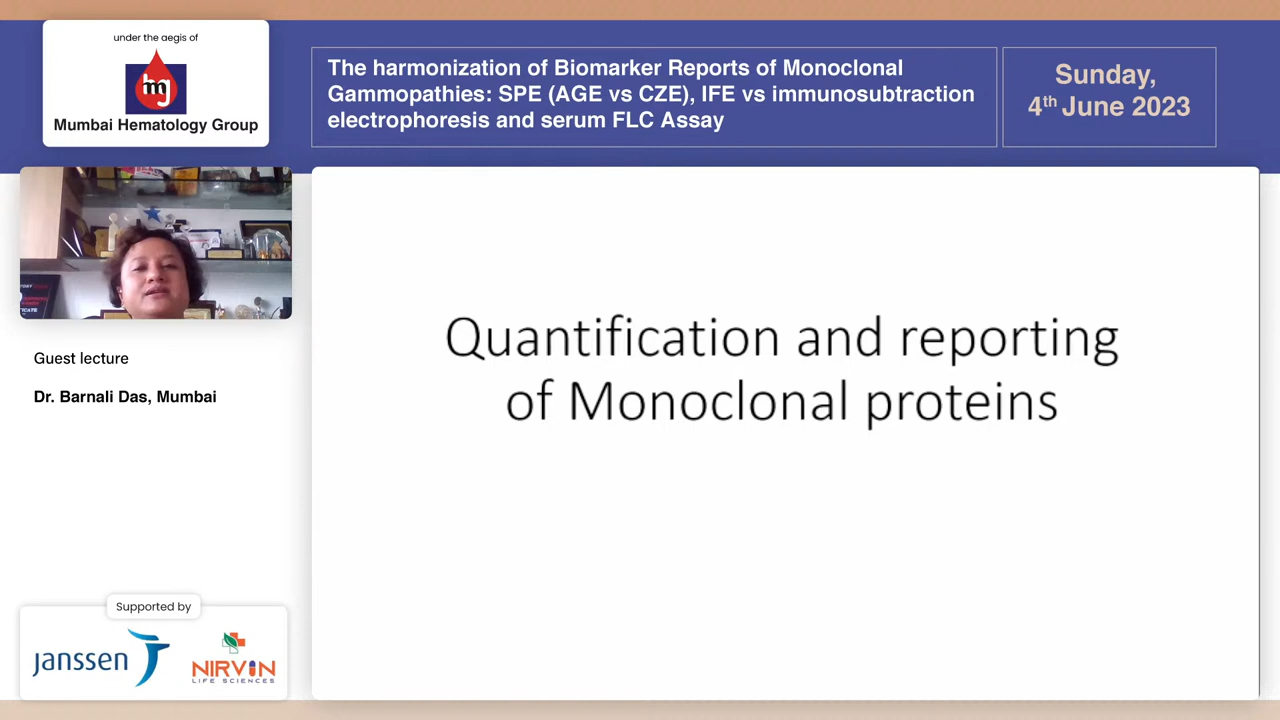 under the aegis of
hmg
Mumbai Hematology Group
The harmonization of Biomarker Reports of Monoclonal
Gammopathies: SPE (AGE vs CZE), IFE vs immunosubtraction
electrophoresis and serum FLC Assay
Sunday,
4th June 2023
Guest lecture
Dr. Barnali Das, Mumbai
Quantification and reporting
of Monoclonal proteins
Supported by
janssen
NIRVIN
LIFE SCIENCES